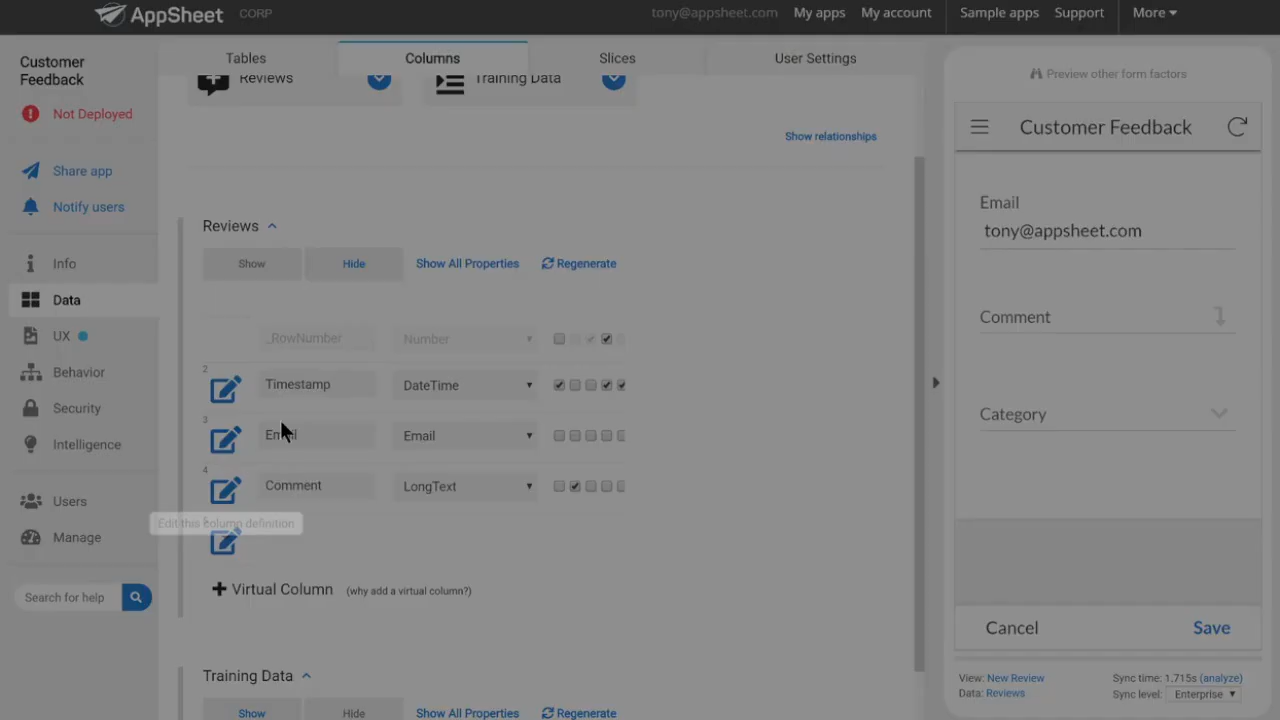 AppSheet CORP
tony@appsheet.com My apps My account Sample apps Support More
Customer Feedback
Not Deployed
Share app
Notify users
Info
Data
UX
Behavior
Security
Intelligence
Users
Manage
Search for help
Tables Columns Slices User Settings
Reviews Training Data
Show relationships
Reviews
Show Hide Show All Properties Regenerate
_RowNumber Number
2
Timestamp DateTime
3
Email Email
4
Comment LongText
Edit this column definition
Virtual Column (why add a virtual column?)
Training Data
Show Hide Show All Properties Regenerate
Preview other form factors
Customer Feedback
Email
tony@appsheet.com
Comment
Category
Cancel Save
View: New Review
Data: Reviews
Sync time: 1.715s (analyze)
Sync level: Enterprise